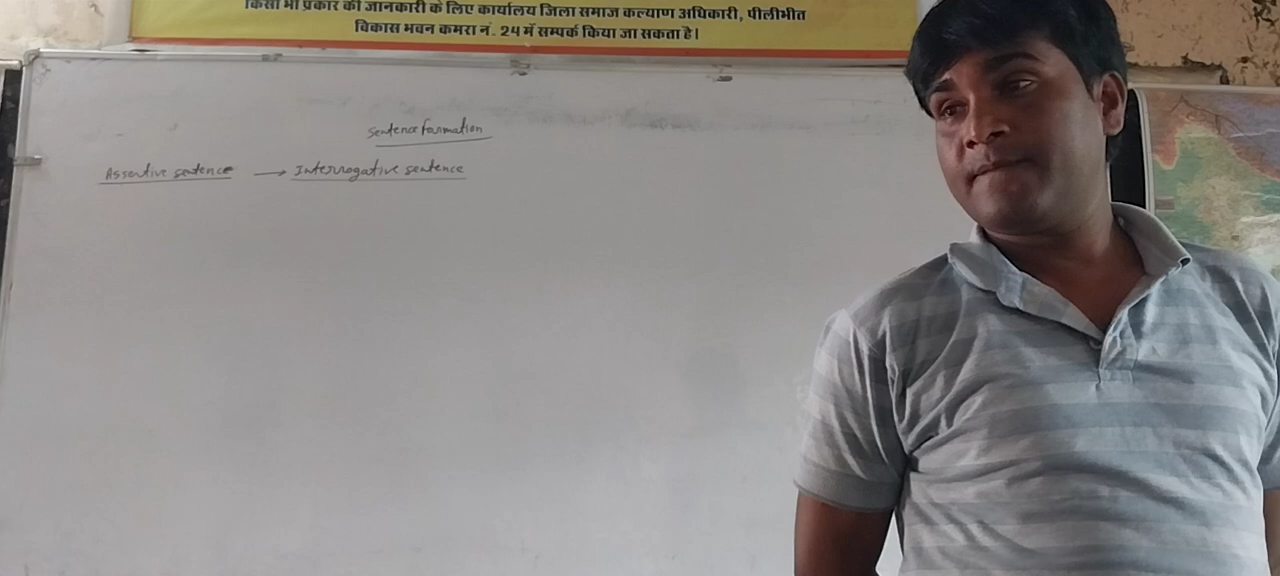 किसी भी प्रकार की जानकारी के लिए कार्यालय जिला समाज कल्याण अधिकारी, पीलीभीत
विकास भवन कमरा नं. 24 में सम्पर्क किया जा सकता है।
Sentence Formation
Assertive sentence → Interrogative sentence